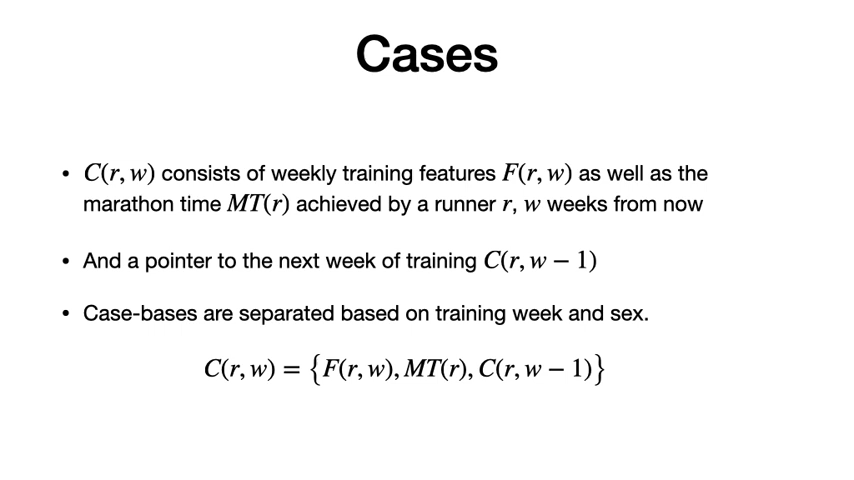 Cases
• C(r, w) consists of weekly training features F(r, w) as well as the
marathon time MT(r) achieved by a runner r, w weeks from now
• And a pointer to the next week of training C(r, w − 1)
• Case-bases are separated based on training week and sex.
C(r, w) = {F(r, w), MT(r), C(r, w − 1)}